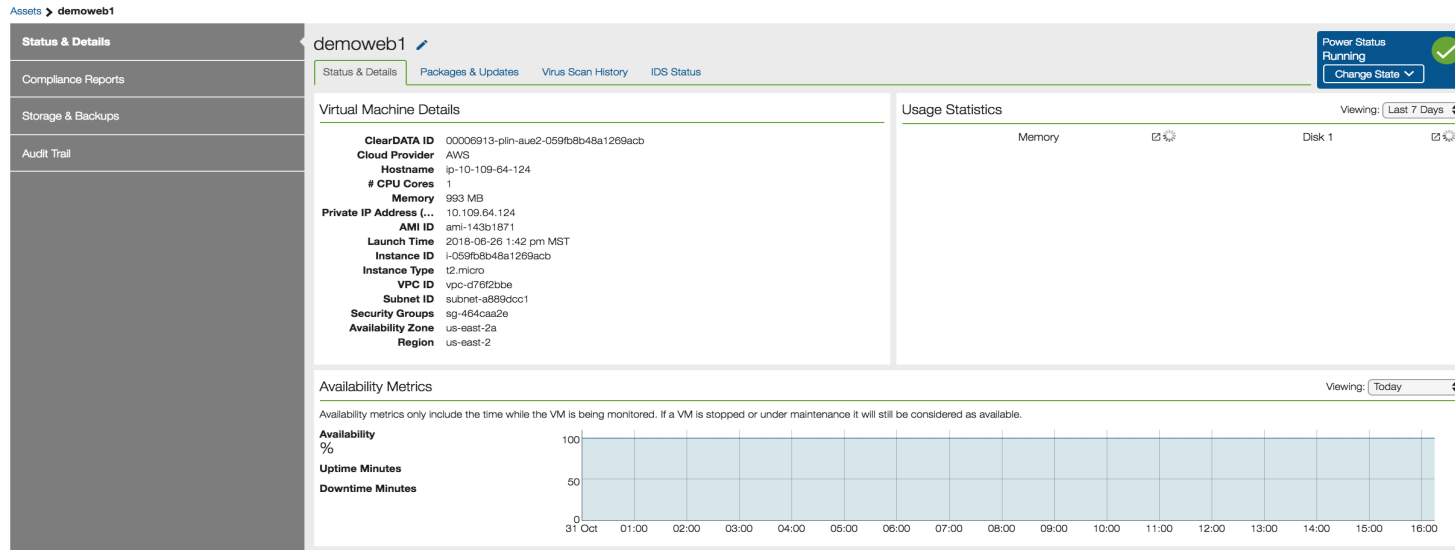 Assets > demoweb1
Status & Details
Compliance Reports
Storage & Backups
Audit Trail
demoweb1
Status & Details Packages & Updates Virus Scan History IDS Status
Power Status
Running
Change State
Virtual Machine Details
ClearDATA ID 00006913-plin-aue2-059fb8b48a1269acb
Cloud Provider AWS
Hostname ip-10-109-64-124
# CPU Cores 1
Memory 993 MB
Private IP Address (... 10.109.64.124
AMI ID ami-143b1871
Launch Time 2018-06-26 1:42 pm MST
Instance ID i-059fb8b48a1269acb
Instance Type t2.micro
VPC ID vpc-d76f2bbe
Subnet ID subnet-a889dcc1
Security Groups sg-464caa2e
Availability Zone us-east-2a
Region us-east-2
Usage Statistics Viewing: Last 7 Days
Memory Disk 1
Availability Metrics Viewing: Today
Availability metrics only include the time while the VM is being monitored. If a VM is stopped or under maintenance it will still be considered as available.
Availability
%
Uptime Minutes
Downtime Minutes
100
50
0
31 Oct 01:00 02:00 03:00 04:00 05:00 06:00 07:00 08:00 09:00 10:00 11:00 12:00 13:00 14:00 15:00 16:00